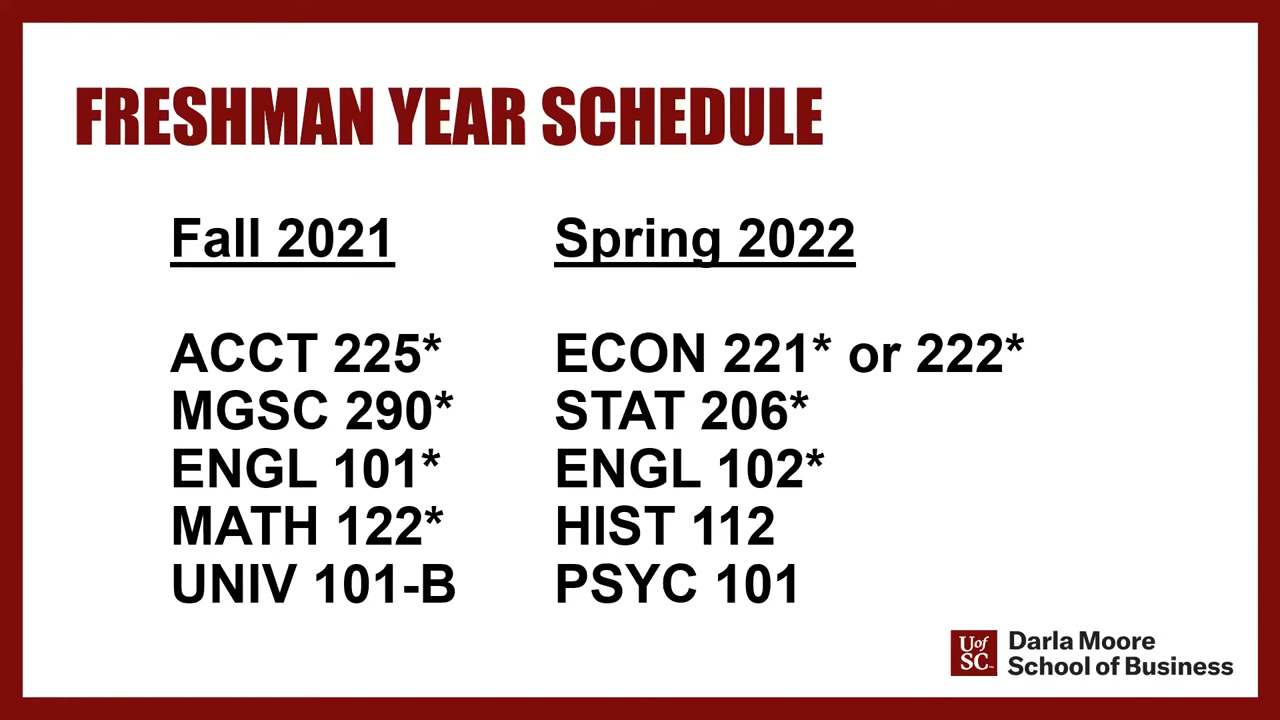 FRESHMAN YEAR SCHEDULE
Fall 2021
ACCT 225*
MGSC 290*
ENGL 101*
MATH 122*
UNIV 101-B
Spring 2022
ECON 221* or 222*
STAT 206*
ENGL 102*
HIST 112
PSYC 101
UofSC
Darla Moore
School of Business